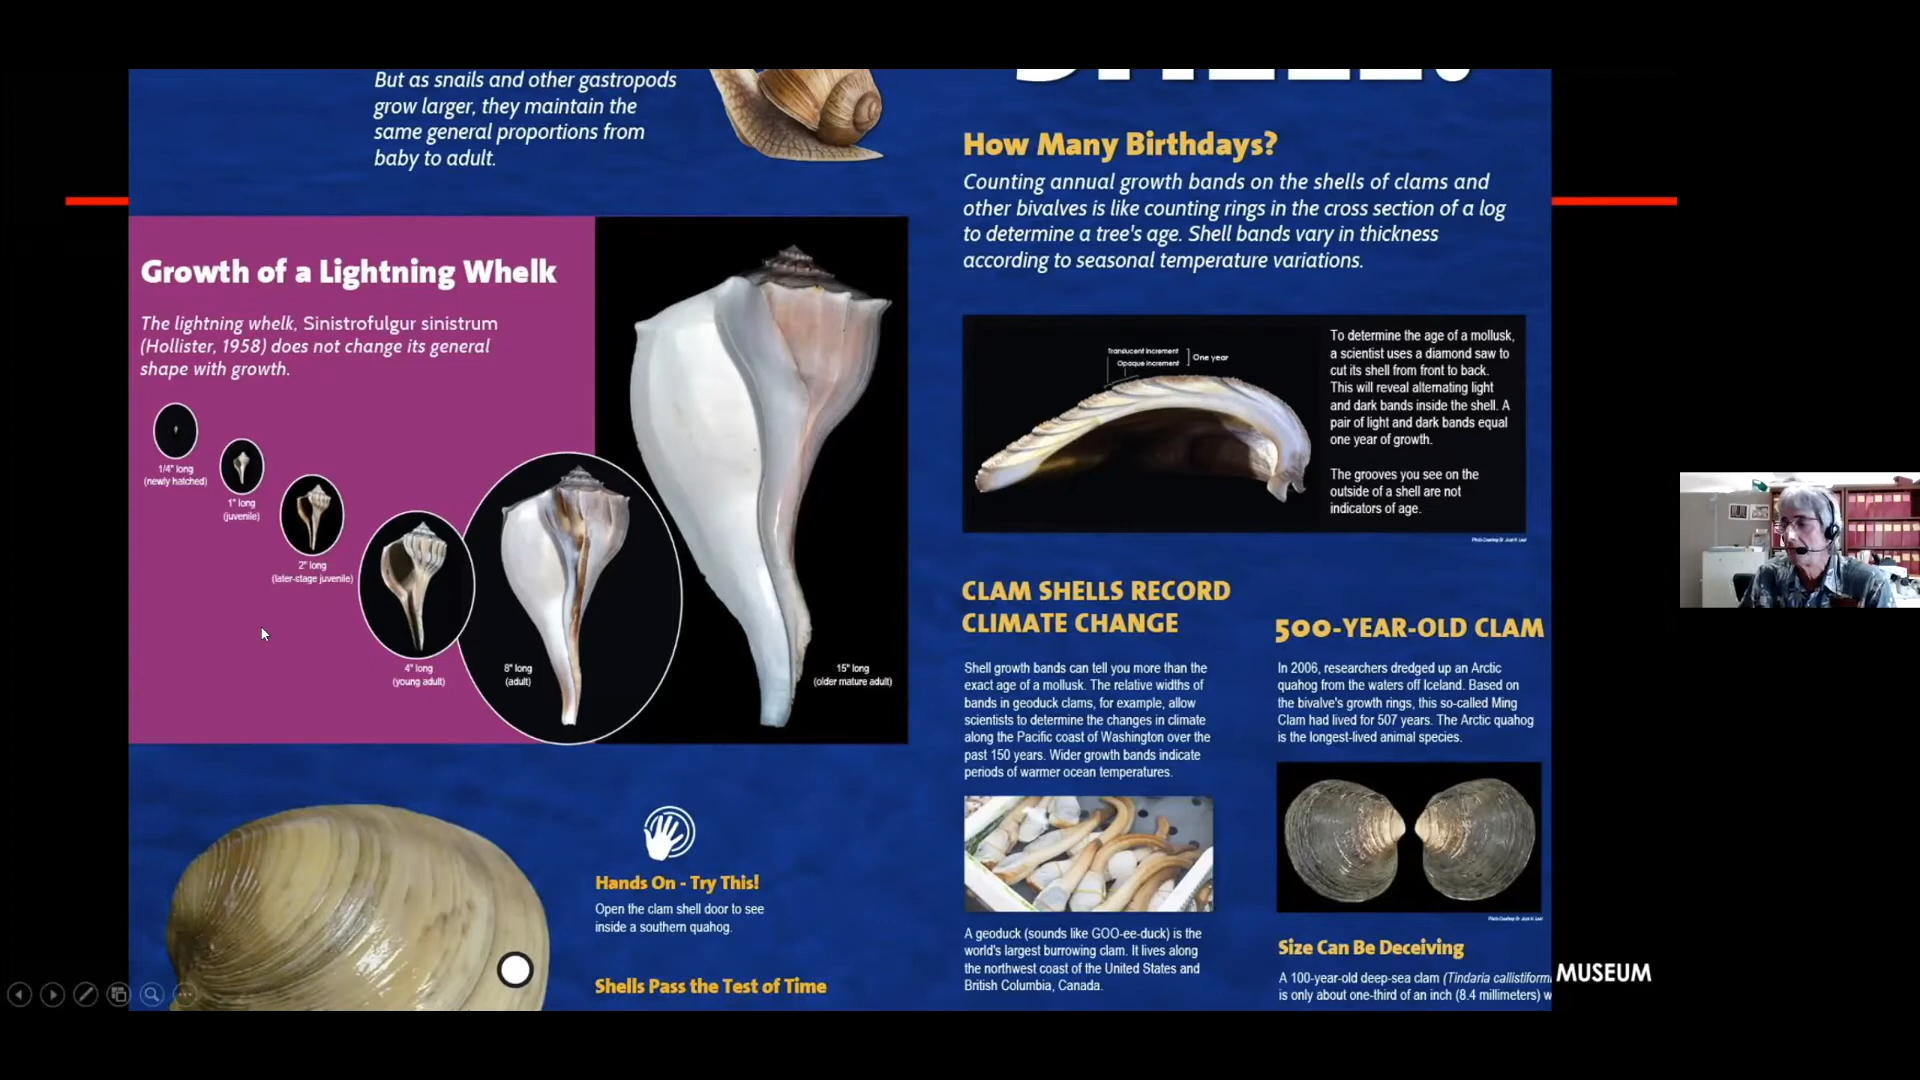 But as snails and other gastropods
grow larger, they maintain the
same general proportions from
baby to adult.
Growth of a Lightning Whelk
The lightning whelk, Sinistrofulgur sinistrum
(Hollister, 1958) does not change its general
shape with growth.
1/4" long
(newly hatched)
1" long
(juvenile)
2" long
(later-stage juvenile)
4" long
(young adult)
8" long
(adult)
15" long
(older mature adult)
Hands On - Try This!
Open the clam shell door to see
inside a southern quahog.
Shells Pass the Test of Time
How Many Birthdays?
Counting annual growth bands on the shells of clams and
other bivalves is like counting rings in the cross section of a log
to determine a tree's age. Shell bands vary in thickness
according to seasonal temperature variations.
Translucent increment
Opaque increment
One year
To determine the age of a mollusk,
a scientist uses a diamond saw to
cut its shell from front to back.
This will reveal alternating light
and dark bands inside the shell. A
pair of light and dark bands equal
one year of growth.
The grooves you see on the
outside of a shell are not
indicators of age.
CLAM SHELLS RECORD
CLIMATE CHANGE
Shell growth bands can tell you more than the
exact age of a mollusk. The relative widths of
bands in geoduck clams, for example, allow
scientists to determine the changes in climate
along the Pacific coast of Washington over the
past 150 years. Wider growth bands indicate
periods of warmer ocean temperatures.
A geoduck (sounds like GOO-ee-duck) is the
world's largest burrowing clam. It lives along
the northwest coast of the United States and
British Columbia, Canada.
500-YEAR-OLD CLAM
In 2006, researchers dredged up an Arctic
quahog from the waters off Iceland. Based on
the bivalve's growth rings, this so-called Ming
Clam had lived for 507 years. The Arctic quahog
is the longest-lived animal species.
Size Can Be Deceiving
A 100-year-old deep-sea clam (Tindaria callistiform
is only about one-third of an inch (8.4 millimeters) w
MUSEUM